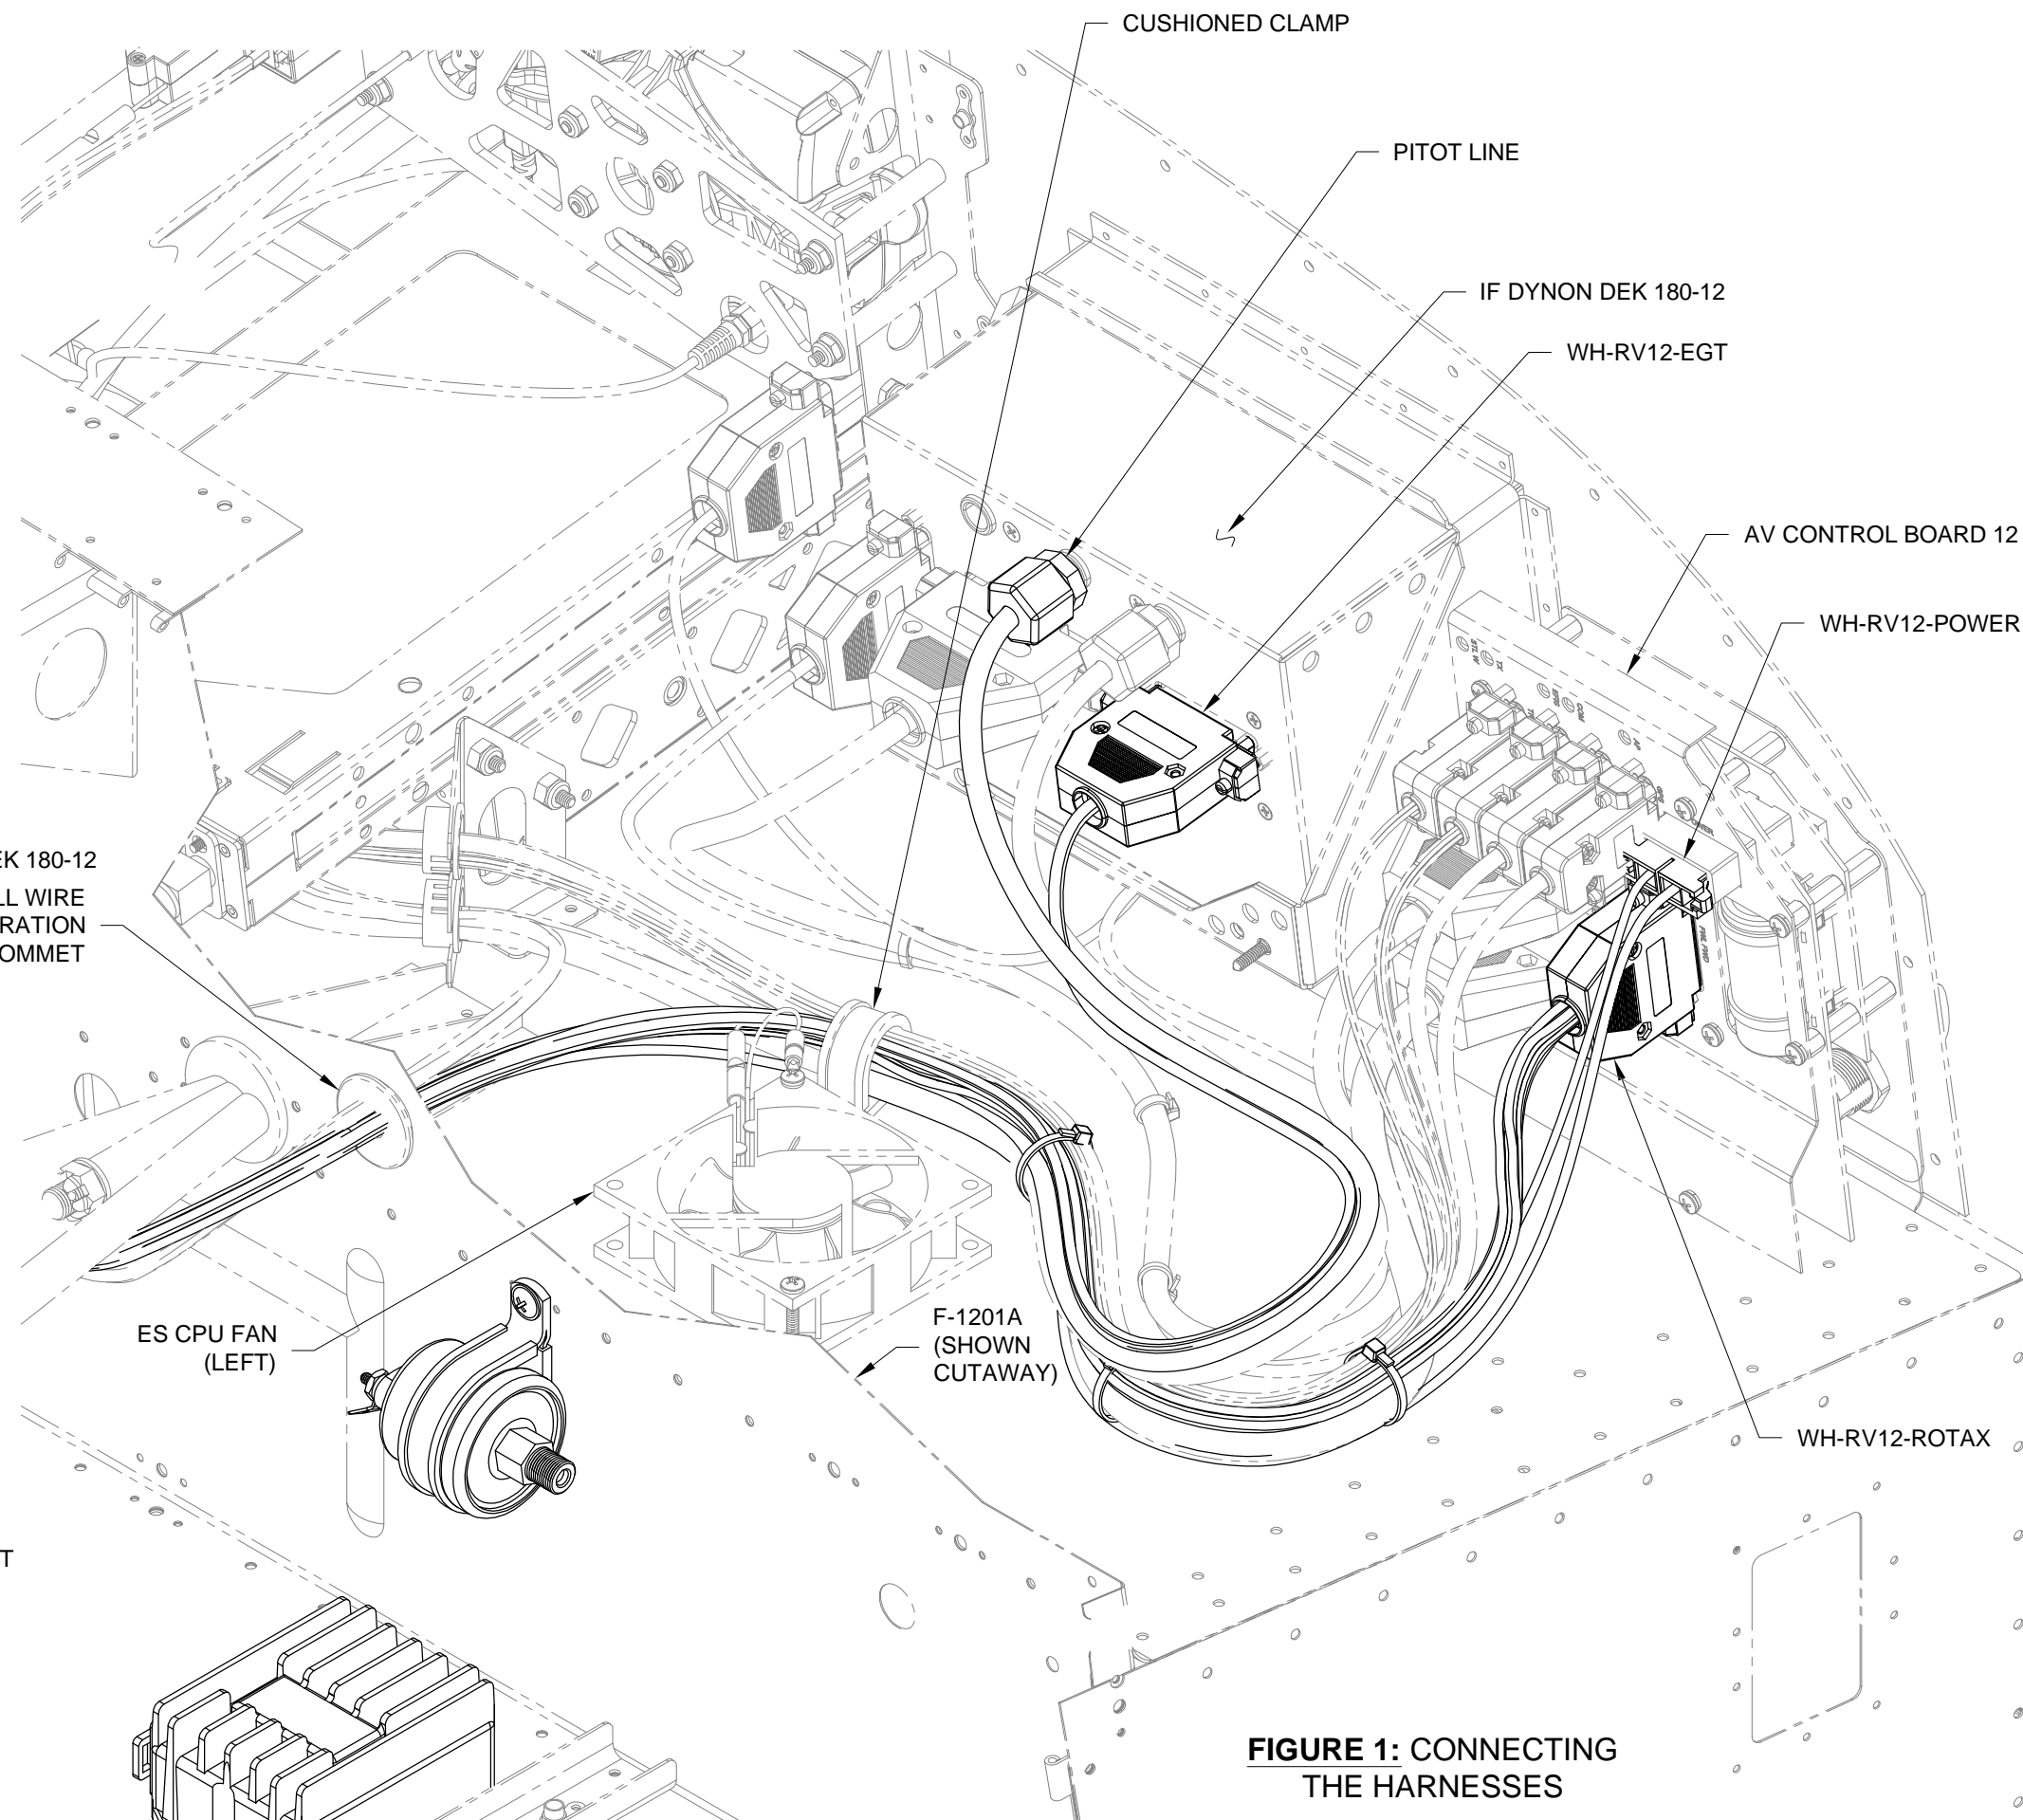 CUSHIONED CLAMP
PITOT LINE
IF DYNON DEK 180-12
WH-RV12-EGT
AV CONTROL BOARD 12
WH-RV12-POWER
EK 180-12
LL WIRE
RATION
OMMET
ES CPU FAN
(LEFT)
F-1201A
(SHOWN
CUTAWAY)
WH-RV12-ROTAX
T
FIGURE 1: CONNECTING
THE HARNESSES